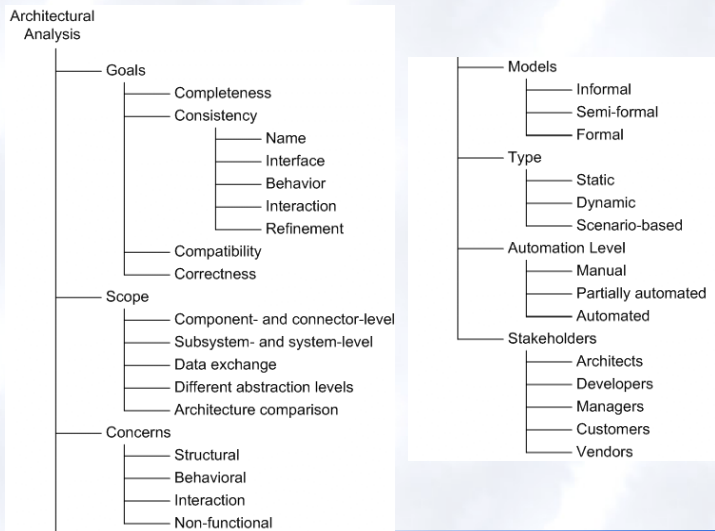 Architectural
Analysis
Goals
Completeness
Consistency
Name
Interface
Behavior
Interaction
Refinement
Compatibility
Correctness
Scope
Component- and connector-level
Subsystem- and system-level
Data exchange
Different abstraction levels
Architecture comparison
Concerns
Structural
Behavioral
Interaction
Non-functional
Models
Informal
Semi-formal
Formal
Type
Static
Dynamic
Scenario-based
Automation Level
Manual
Partially automated
Automated
Stakeholders
Architects
Developers
Managers
Customers
Vendors